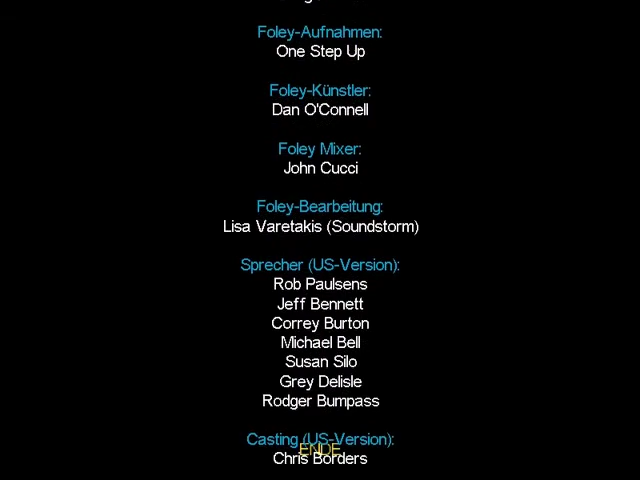 Foley-Aufnahmen:
One Step Up
Foley-Künstler:
Dan O'Connell
Foley Mixer:
John Cucci
Foley-Bearbeitung:
Lisa Varetakis (Soundstorm)
Sprecher (US-Version):
Rob Paulsens
Jeff Bennett
Correy Burton
Michael Bell
Susan Silo
Grey Delisle
Rodger Bumpass
Casting (US-Version):
ENDE
Chris Borders